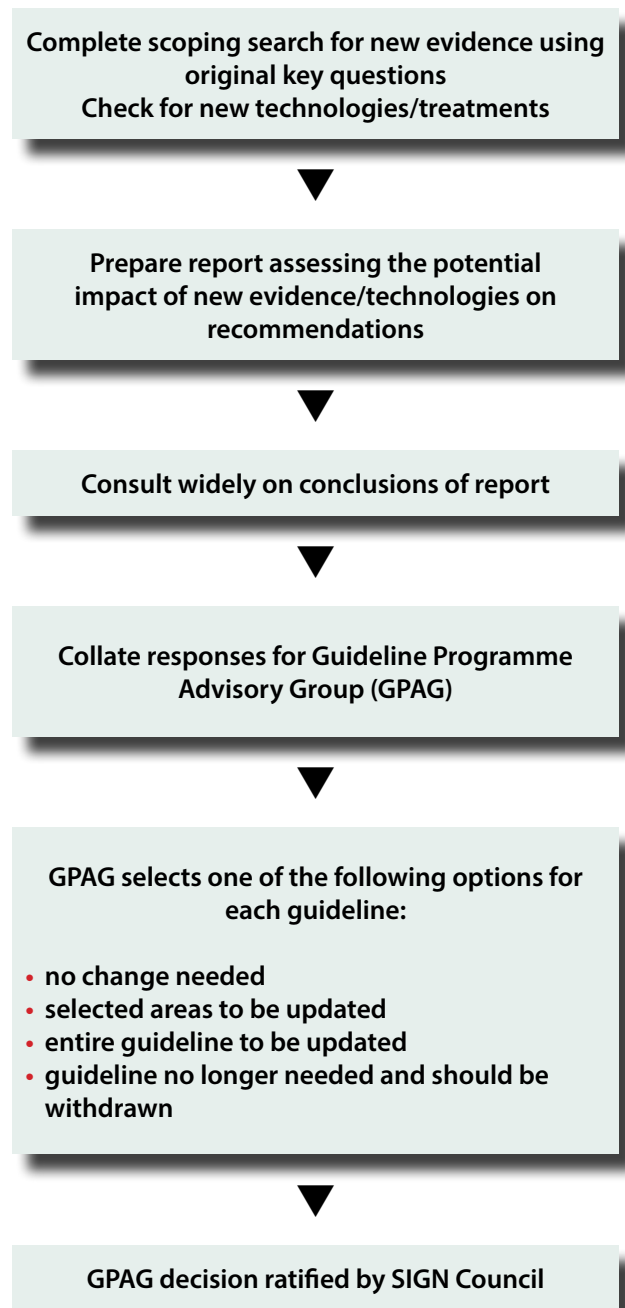 Complete scoping search for new evidence using
original key questions
Check for new technologies/treatments
Prepare report assessing the potential
impact of new evidence/technologies on
recommendations
Consult widely on conclusions of report
Collate responses for Guideline Programme
Advisory Group (GPAG)
GPAG selects one of the following options for
each guideline:
• no change needed
• selected areas to be updated
• entire guideline to be updated
• guideline no longer needed and should be
withdrawn
GPAG decision ratified by SIGN Council